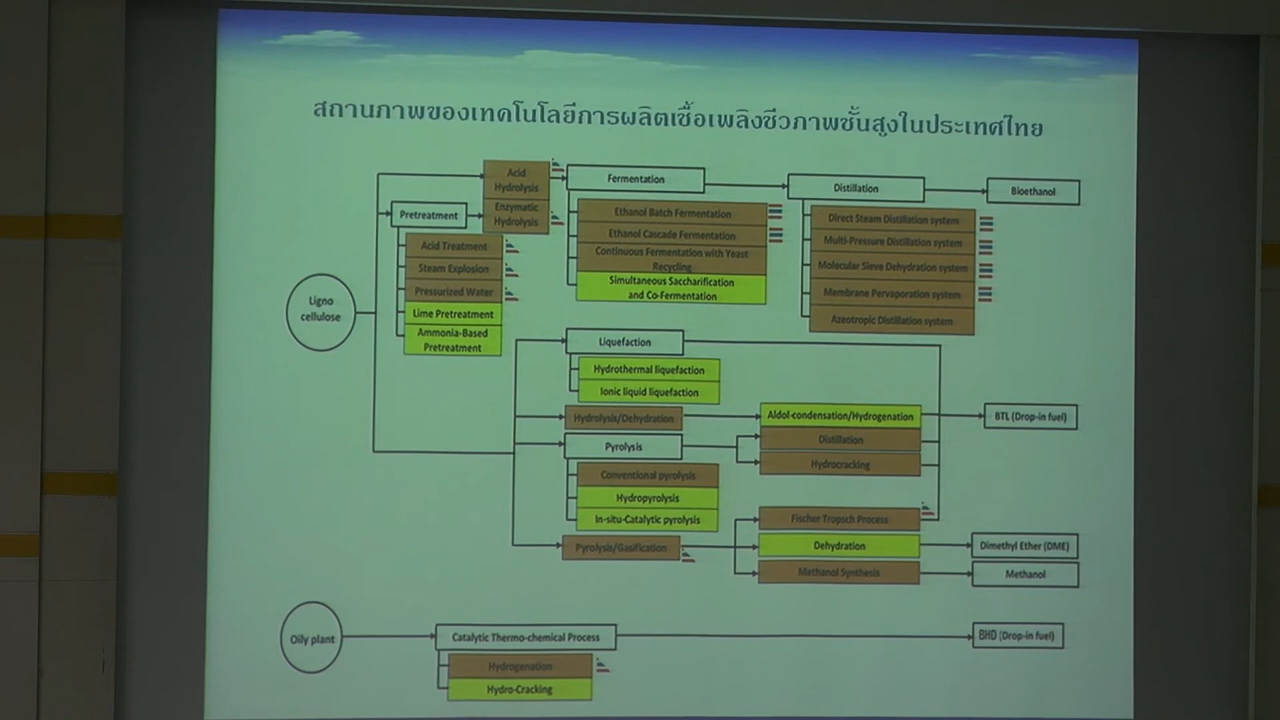 สถานภาพของเทคโนโลยีการผลิตเชื้อเพลิงชีวภาพชั้นสูงในประเทศไทย
Acid
Hydrolysis
Fermentation
Distillation
Bioethanol
Pretreatment
Enzymatic
Hydrolysis
Acid Treatment
Steam Explosion
Pressurized Water
Lime Pretreatment
Ammonia-Based
Pretreatment
Ethanol Batch Fermentation
Ethanol Cascade Fermentation
Continuous Fermentation with Yeast
Recycling
Simultaneous Saccharification
and Co-Fermentation
Direct Steam Distillation system
Multi-Pressure Distillation system
Molecular Sieve Dehydration system
Membrane Pervaporation system
Azeotropic Distillation system
Ligno
cellulose
Liquefaction
Hydrothermal liquefaction
Ionic liquid liquefaction
Hydrolysis/Dehydration
Aldol-condensation/Hydrogenation
BTL (Drop-in fuel)
Pyrolysis
Distillation
Hydrocracking
Conventional pyrolysis
Hydropyrolysis
In-situ-Catalytic pyrolysis
Fischer Tropsch Process
Pyrolysis/Gasification
Dehydration
Dimethyl Ether (DME)
Methanol Synthesis
Methanol
Oily plant
Catalytic Thermo-chemical Process
BHD (Drop-in fuel)
Hydrogenation
Hydro-Cracking